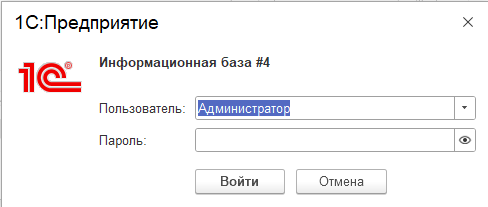 1С:Предприятие
1С®
Информационная база #4
Пользователь: Администратор
Пароль:
Войти Отмена